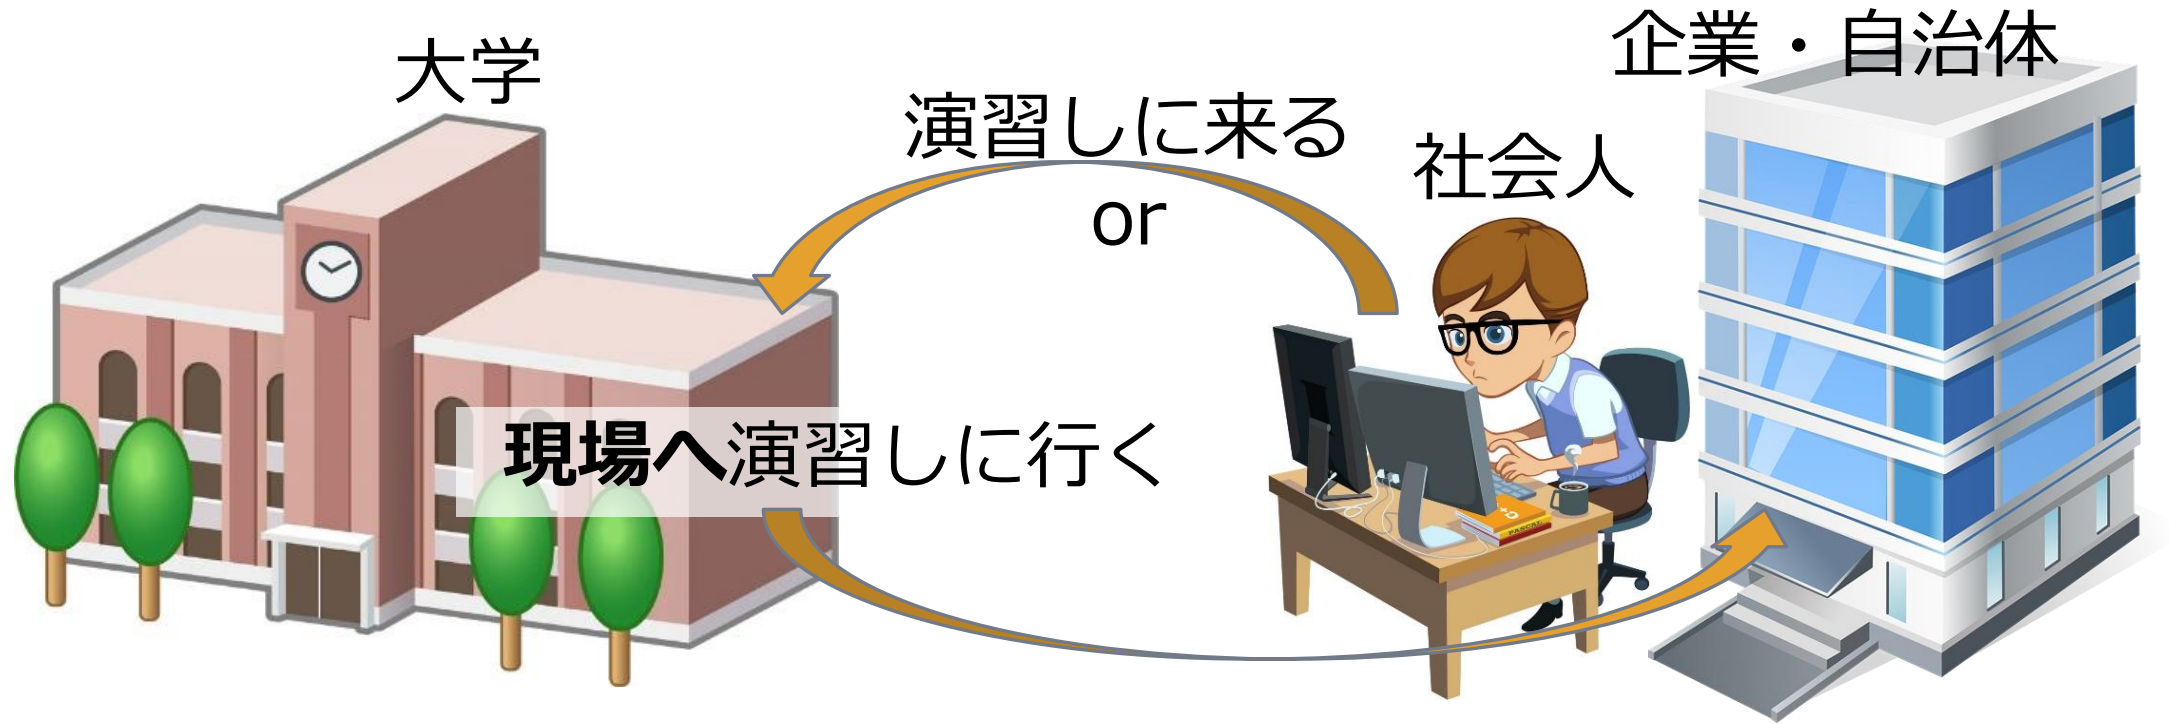 大学
企業・自治体
演習しに来る
社会人
or
現場へ演習しに行く